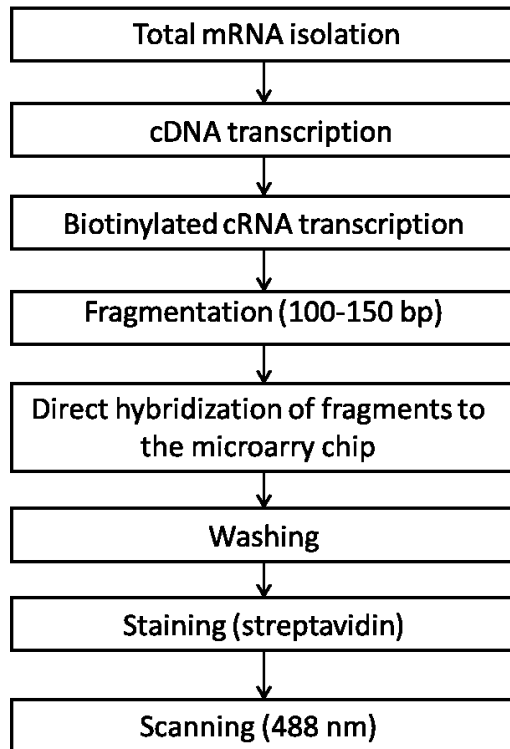 Total mRNA isolation
cDNA transcription
Biotinylated cRNA transcription
Fragmentation (100-150 bp)
Direct hybridization of fragments to
the microarry chip
Washing
Staining (streptavidin)
Scanning (488 nm)